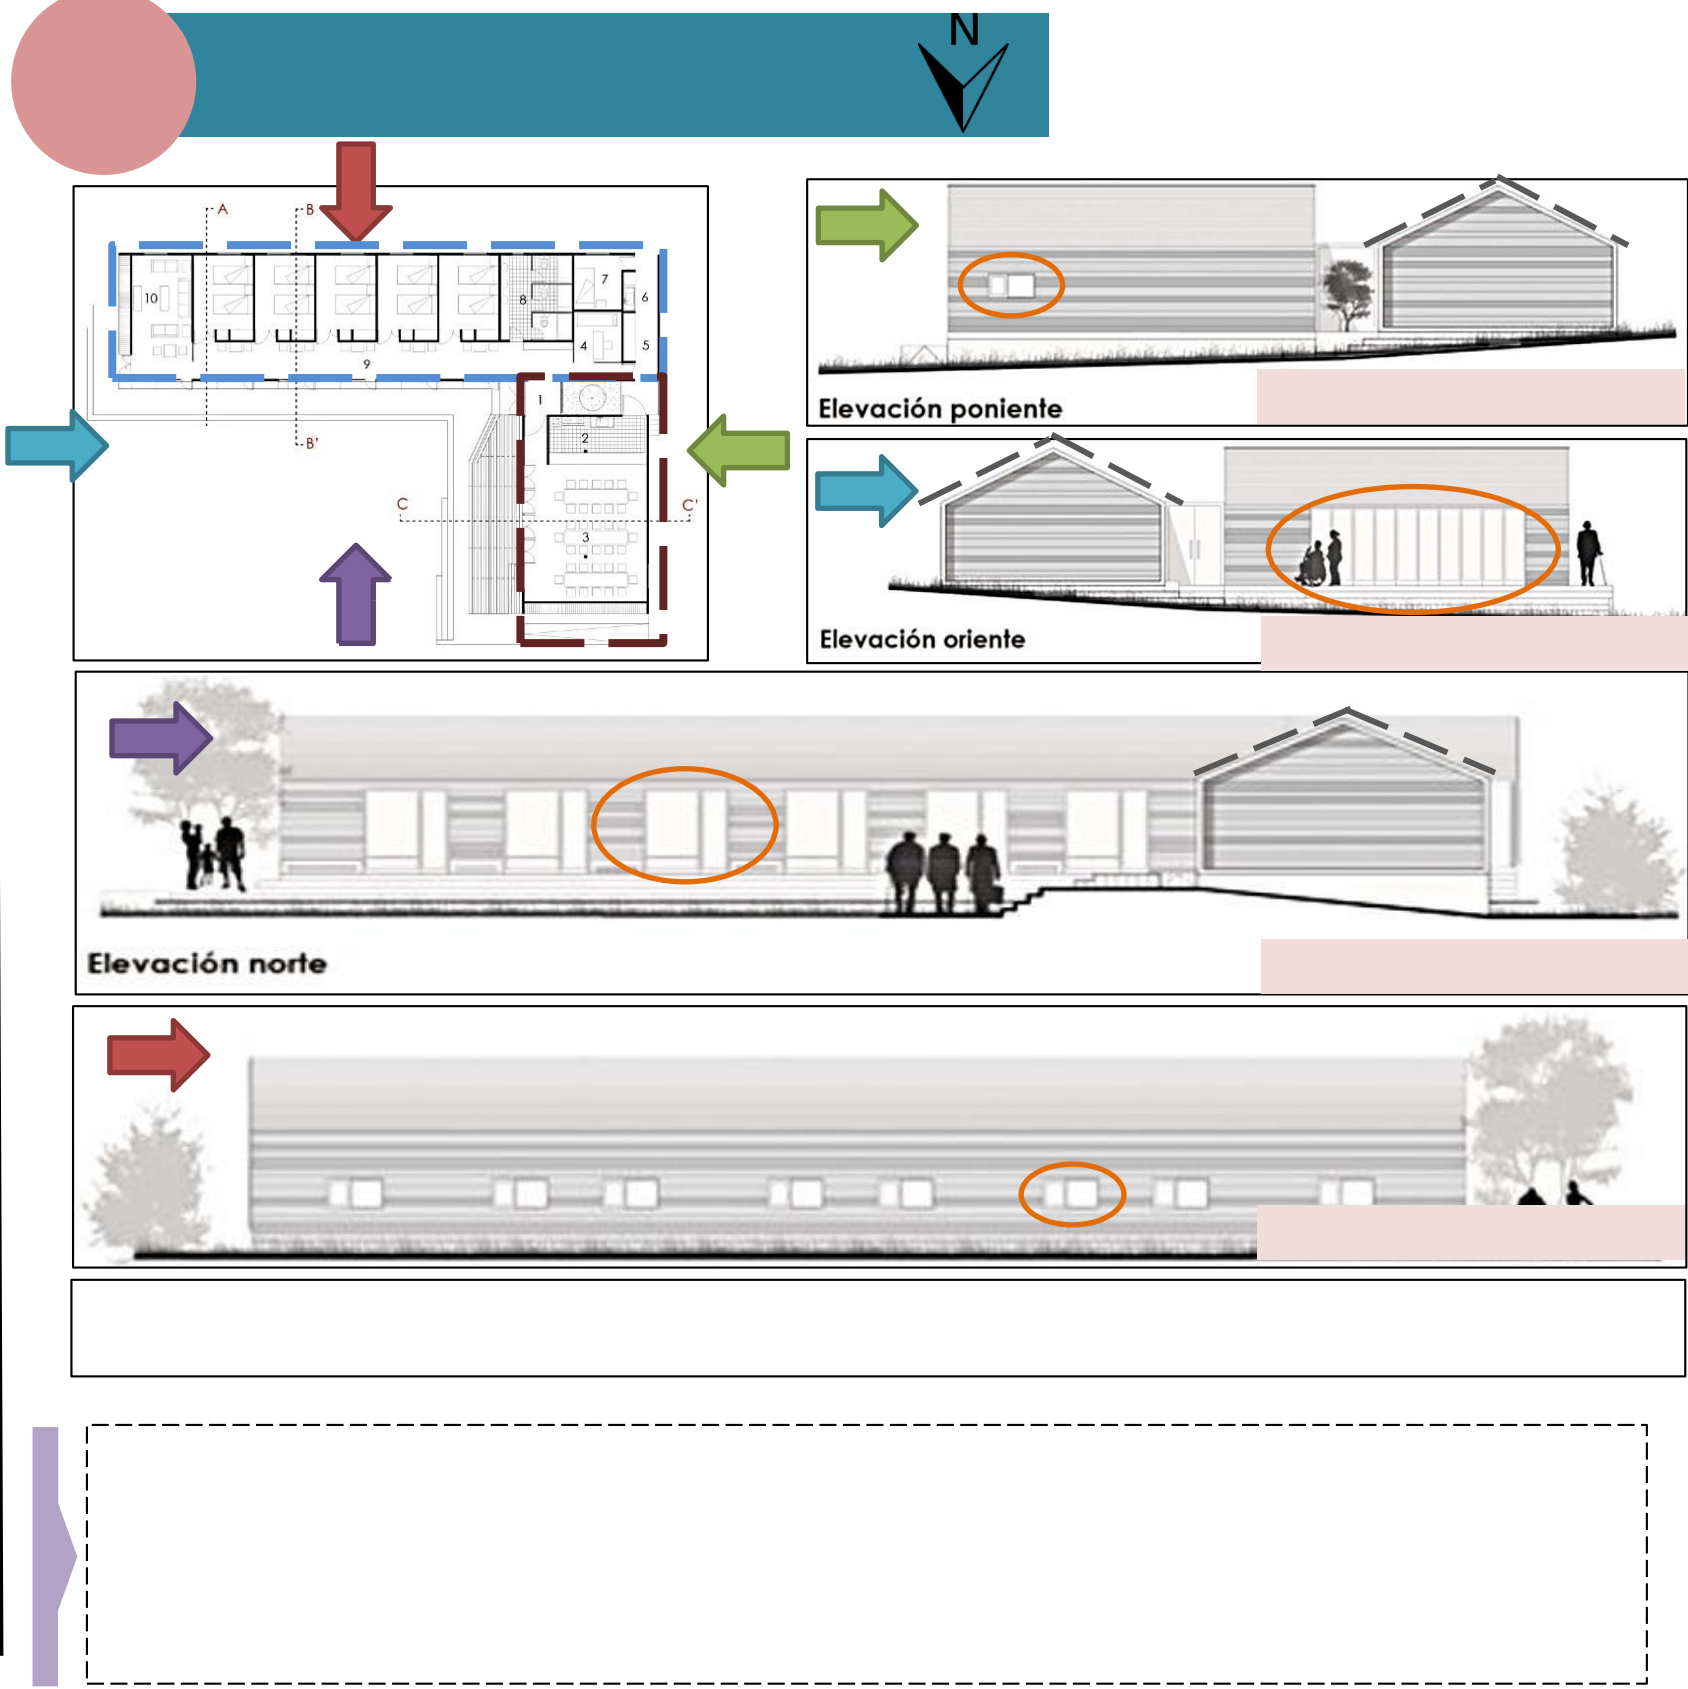 N
A
B
10
8
7
6
4
5
9
B'
1
2
C
C'
3
Elevación poniente
Elevación oriente
Elevación norte